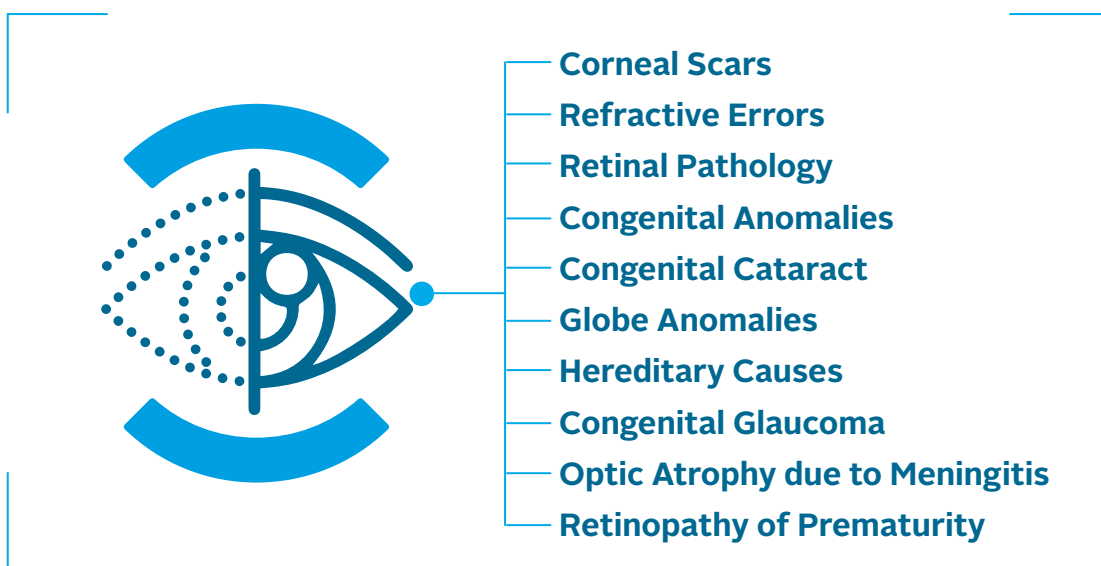 Corneal Scars
Refractive Errors
Retinal Pathology
Congenital Anomalies
Congenital Cataract
Globe Anomalies
Hereditary Causes
Congenital Glaucoma
Optic Atrophy due to Meningitis
Retinopathy of Prematurity